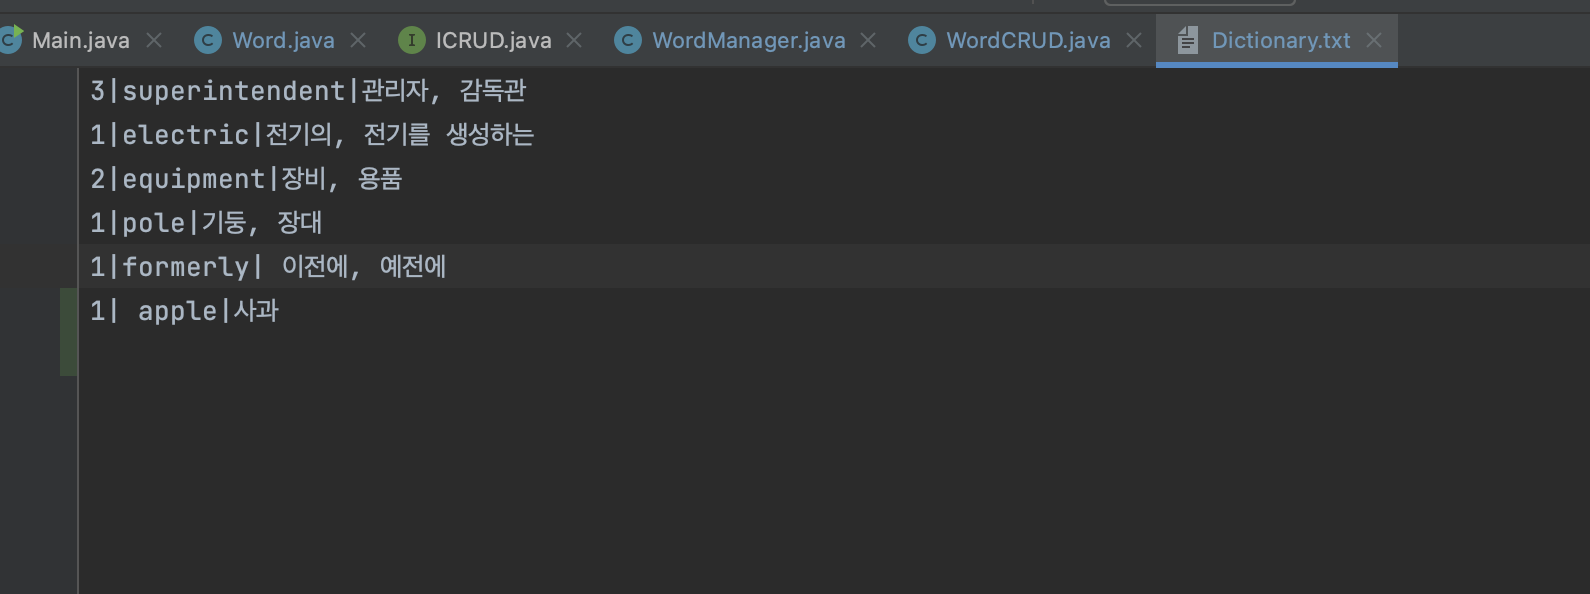 Main.java Word.java ICRUD.java WordManager.java WordCRUD.java Dictionary.txt
3|superintendent|관리자, 감독관
1|electric|전기의, 전기를 생성하는
2|equipment|장비, 용품
1|pole|기둥, 장대
1|formerly| 이전에, 예전에
1| apple|사과